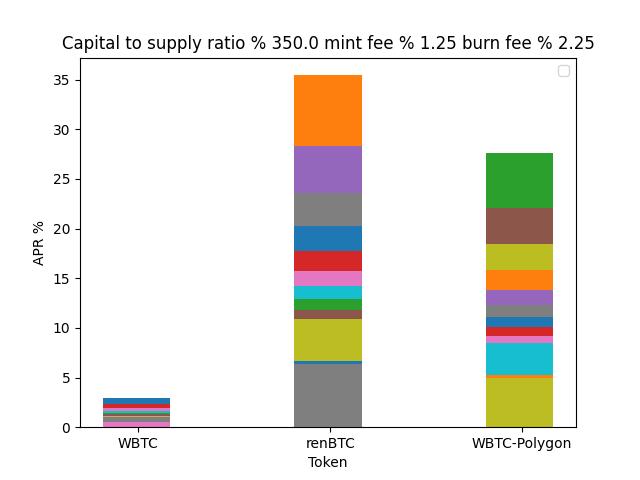 Capital to supply ratio % 350.0 mint fee % 1.25 burn fee % 2.25
35
30
25
20
15
10
5
0
APR %
WBTC renBTC WBTC-Polygon
Token